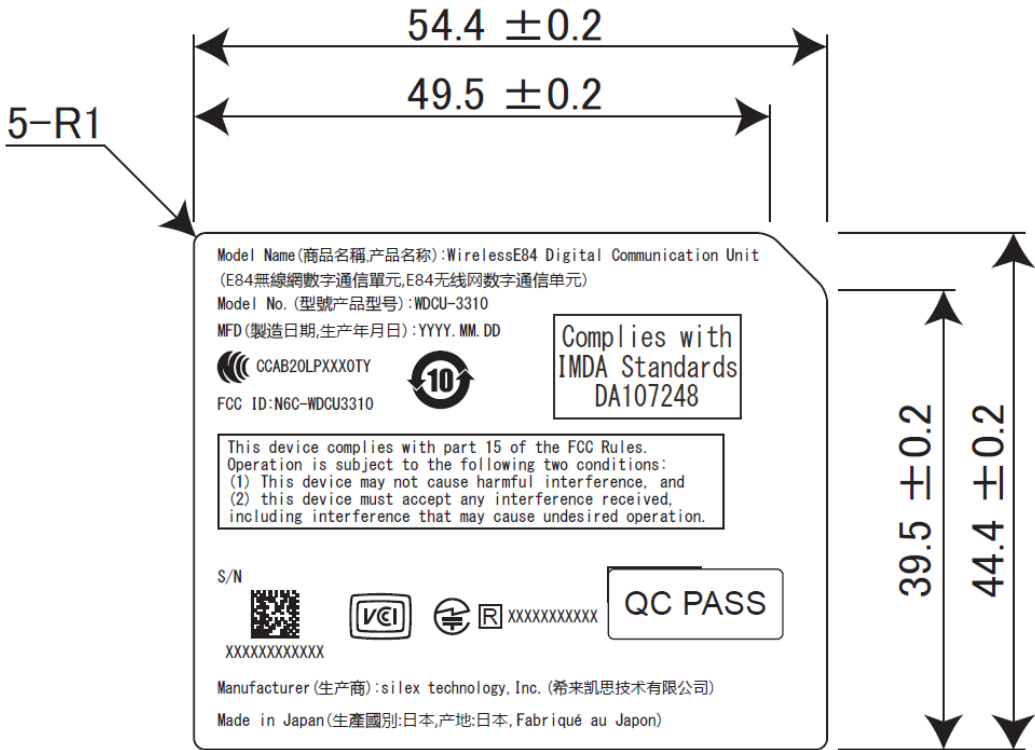 54.4 ±0.2
49.5 ±0.2
5-R1
Model Name(商品名稱,产品名称):WirelessE84 Digital Communication Unit
(E84無線網數字通信單元,E84无线网数字通信单元)
Model No.(型號产品型号):WDCU-3310
MFD(製造日期,生产年月日):YYYY.MM.DD
CCAB20LPXXX0TY
10
FCC ID:N6C-WDCU3310
Complies with
IMDA Standards
DA107248
This device complies with part 15 of the FCC Rules.
Operation is subject to the following two conditions:
(1) This device may not cause harmful interference, and
(2) this device must accept any interference received,
including interference that may cause undesired operation.
S/N
XXXXXXXXXXXX
VCI
R XXXXXXXXXXX
QC PASS
Manufacturer(生产商):silex technology, Inc.(希来凯思技术有限公司)
Made in Japan(生產國別:日本,产地:日本,Fabriqué au Japon)
39.5 ±0.2
44.4 ±0.2